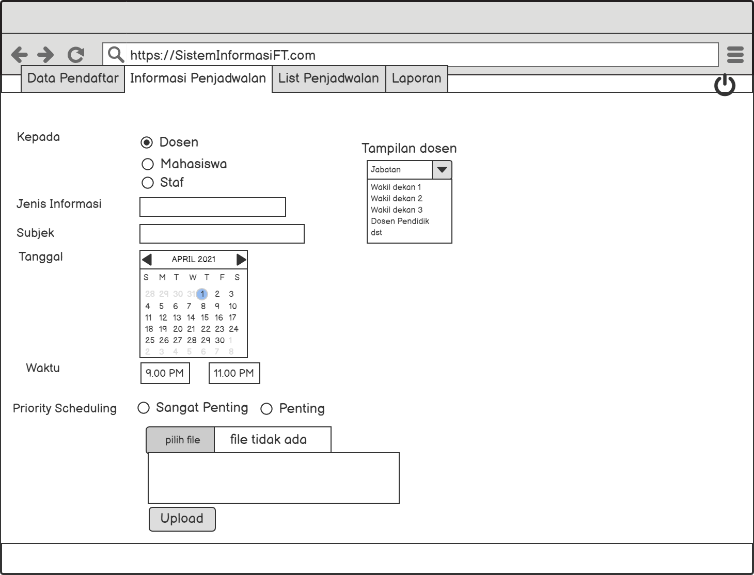 https://SistemInformasiFT.com
Data Pendaftar Informasi Penjadwalan List Penjadwalan Laporan
Kepada
Dosen
Mahasiswa
Staf
Tampilan dosen
Jabatan
Wakil dekan 1
Wakil dekan 2
Wakil dekan 3
Dosen Pendidik
dst
Jenis Informasi
Subjek
Tanggal
APRIL 2021
S M T W T F S
28 29 30 31 1 2 3
4 5 6 7 8 9 10
11 12 13 14 15 16 17
18 19 20 21 22 23 24
25 26 27 28 29 30 1
2 3 4 5 6 7 8
Waktu 9.00 PM 11.00 PM
Priority Scheduling Sangat Penting Penting
pilih file file tidak ada
Upload